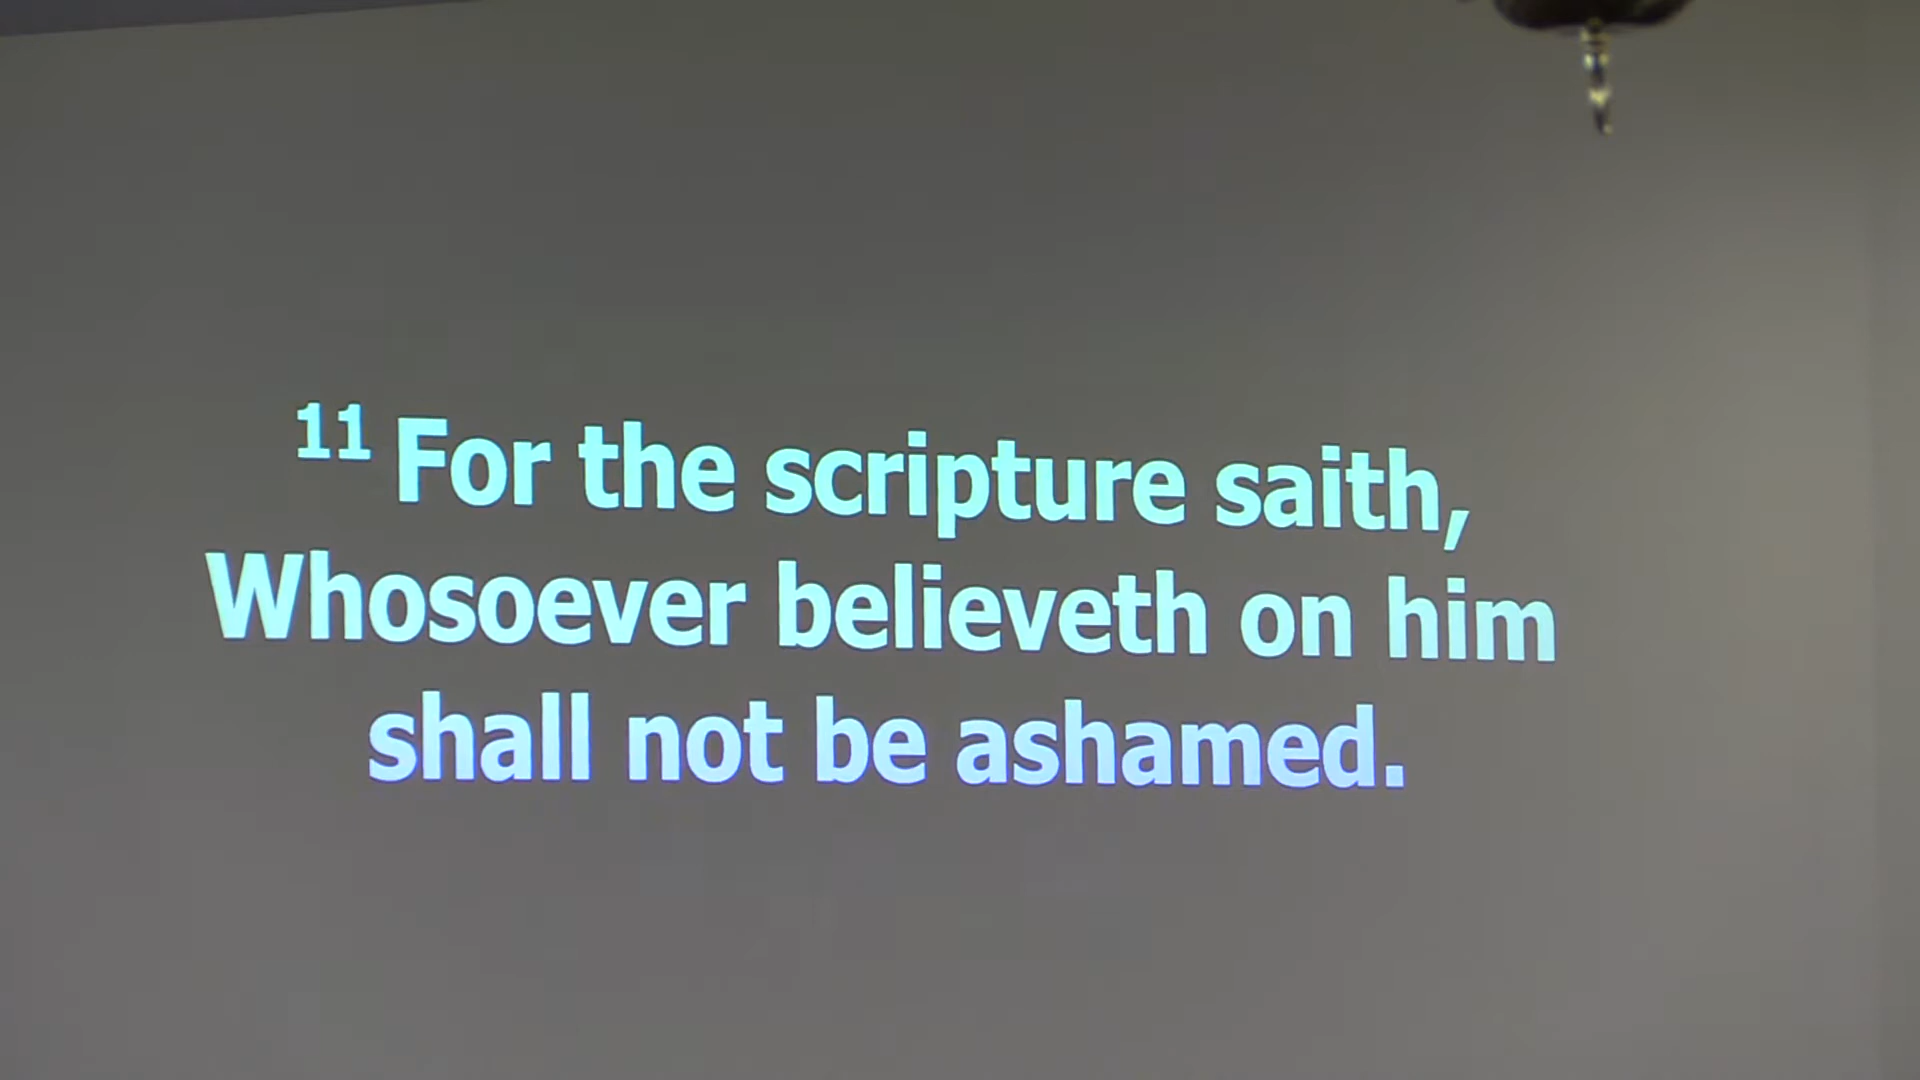 11 For the scripture saith,
Whosoever believeth on him
shall not be ashamed.